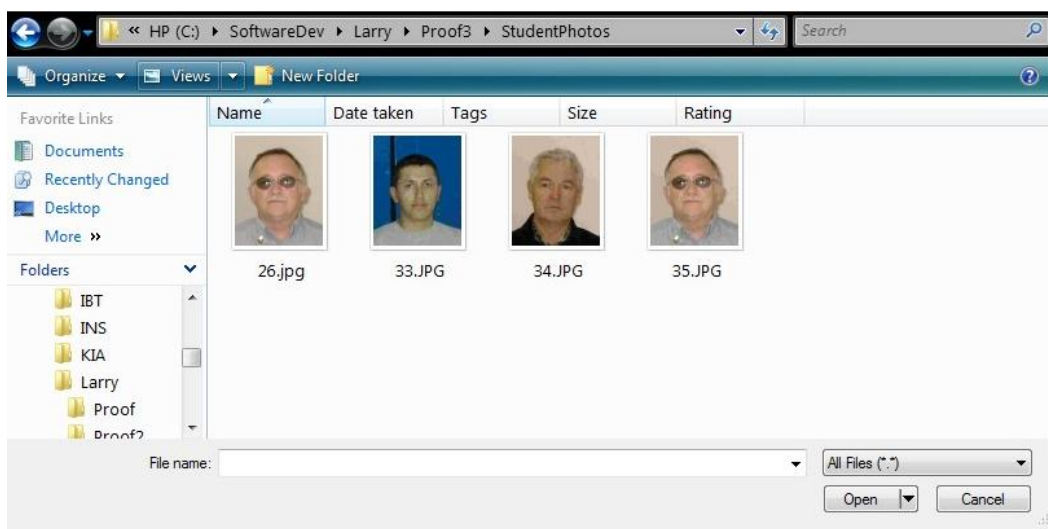 « HP (C:) ▸ SoftwareDev ▸ Larry ▸ Proof3 ▸ StudentPhotos Search
Organize Views New Folder
Favorite Links
Documents
Recently Changed
Desktop
More »
Folders
IBT
INS
KIA
Larry
Proof
Proof2
Name Date taken Tags Size Rating
26.jpg 33.JPG 34.JPG 35.JPG
File name: All Files (*.*)
Open Cancel